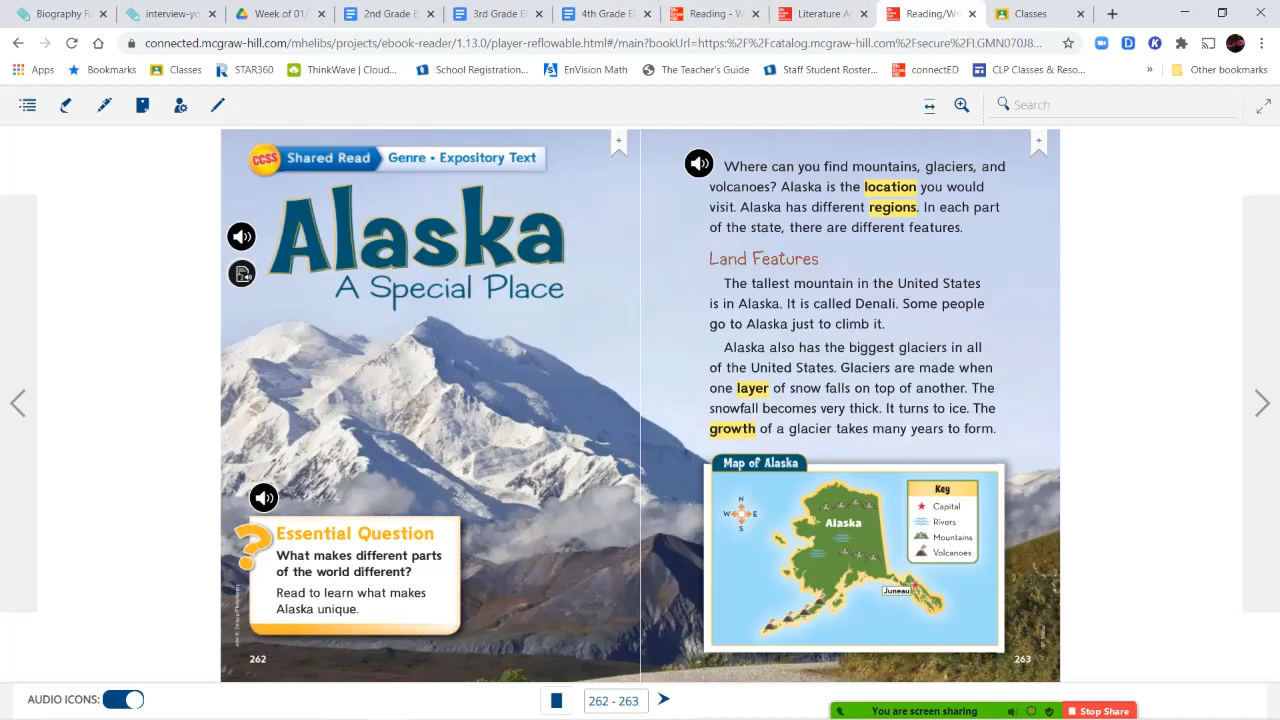 Biography R
interviews
Week of D
2nd Grade El
3rd Grade El
4th Grade El
Reading - W
Literature A
Reading/Wr
Classes
connected.mcgraw-hill.com/mhelibs/projects/ebook-rader/1.13.0/player-raflowable.html#/main?bookUrl=https:%2F%2Fcatalog.mcgraw-hill.com%2Fsecure%2FLGMN070J8...
Apps
Bookmarks
Classes
STAR360
ThinkWave | Cloud...
School Registration...
EnVision Math
The Teacher's Guide
Staff Student Roster...
connectED
CLP Classes & Reso...
»
Other bookmarks
Search
CCSS Shared Read Genre • Expository Text
Alaska
A Special Place
Essential Question
What makes different parts
of the world different?
Read to learn what makes
Alaska unique.
262
Where can you find mountains, glaciers, and
volcanoes? Alaska is the location you would
visit. Alaska has different regions. In each part
of the state, there are different features.
Land Features
The tallest mountain in the United States
is in Alaska. It is called Denali. Some people
go to Alaska just to climb it.
Alaska also has the biggest glaciers in all
of the United States. Glaciers are made when
one layer of snow falls on top of another. The
snowfall becomes very thick. It turns to ice. The
growth of a glacier takes many years to form.
Map of Alaska
N
W E
S
Alaska
Juneau
Key
Capital
Rivers
Mountains
Volcanoes
263
AUDIO ICONS:
262 - 263
You are screen sharing
Stop Share